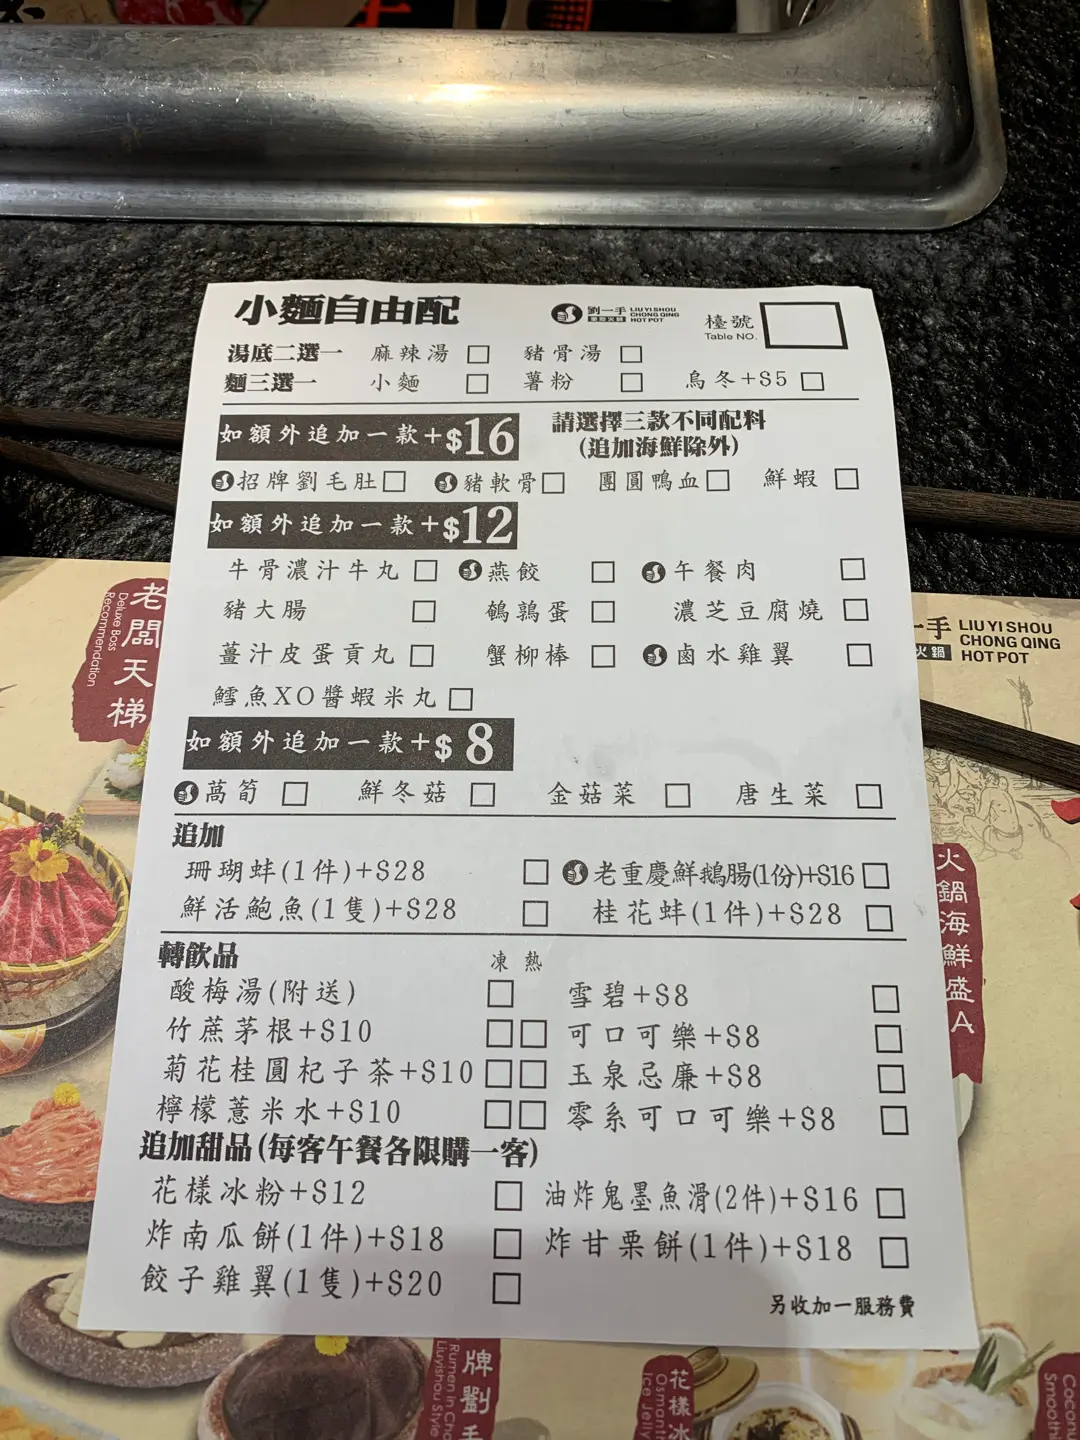 小麵自由配
劉一手 LIU YI SHOU CHONG QING HOT POT
檯號
Table NO.
湯底二選一 麻辣湯 豬骨湯
麵三選一 小麵 薯粉 烏冬+$5
如額外追加一款+$16
請選擇三款不同配料
(追加海鮮除外)
招牌劉毛肚 豬軟骨 團圓鴨血 鮮蝦
如額外追加一款+$12
牛骨濃汁牛丸 燕餃 午餐肉
豬大腸 鵪鶉蛋 濃芝豆腐燒
薑汁皮蛋貢丸 蟹柳棒 鹵水雞翼
鱈魚XO醬蝦米丸
如額外追加一款+$8
萵筍 鮮冬菇 金菇菜 唐生菜
追加
珊瑚蚌(1件)+$28 老重慶鮮鵝腸(1份)+$16
鮮活鮑魚(1隻)+$28 桂花蚌(1件)+$28
轉飲品 凍 熱
酸梅湯(附送) 雪碧+$8
竹蔗茅根+$10 可口可樂+$8
菊花桂圓杞子茶+$10 玉泉忌廉+$8
檸檬薏米水+$10 零系可口可樂+$8
追加甜品(每客午餐各限購一客)
花樣冰粉+$12 油炸鬼墨魚滑(2件)+$16
炸南瓜餅(1件)+$18 炸甘栗餅(1件)+$18
餃子雞翼(1隻)+$20
另收加一服務費
老闆天梯
Deluxe Boss
Recommendation
一手 LIU YI SHOU
CHONG QING
火鍋 HOT POT
火鍋海鮮盛A
牌劉
Liuyishou Style
花樣冰
Ice Jelly
Smooth